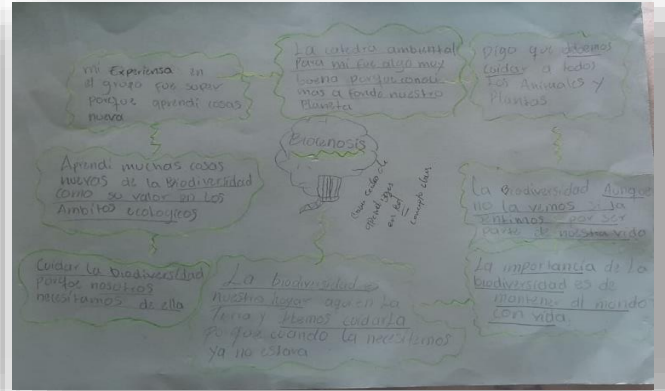 mi Experiensa en
el grupo fue super
porque aprendi cosas
nueva
La catedra ambiental
para mi fue algo muy
buena porque conoci
mas a fondo nuestro
Planeta
Digo que debemos
cuidar a todos
los Animales y
Plantas
Biocenosis
Aprendi muchas cosas
nuevas de la Biodiversidad
como su valor en los
Ambitos ecologicos
La Biodiversidad Aunque
no la vemos si la
por ser
parte de nuestra vida
Cuidar la biodiversidad
porque nosotros
necesitamos de ella
La biodiversidad es
nuestro hogar aqui en la
tierra y cuidarla
porque cuando la necesitemos
ya no estara
La importancia de la
biodiversidad es de
mantener al mundo
con vida.